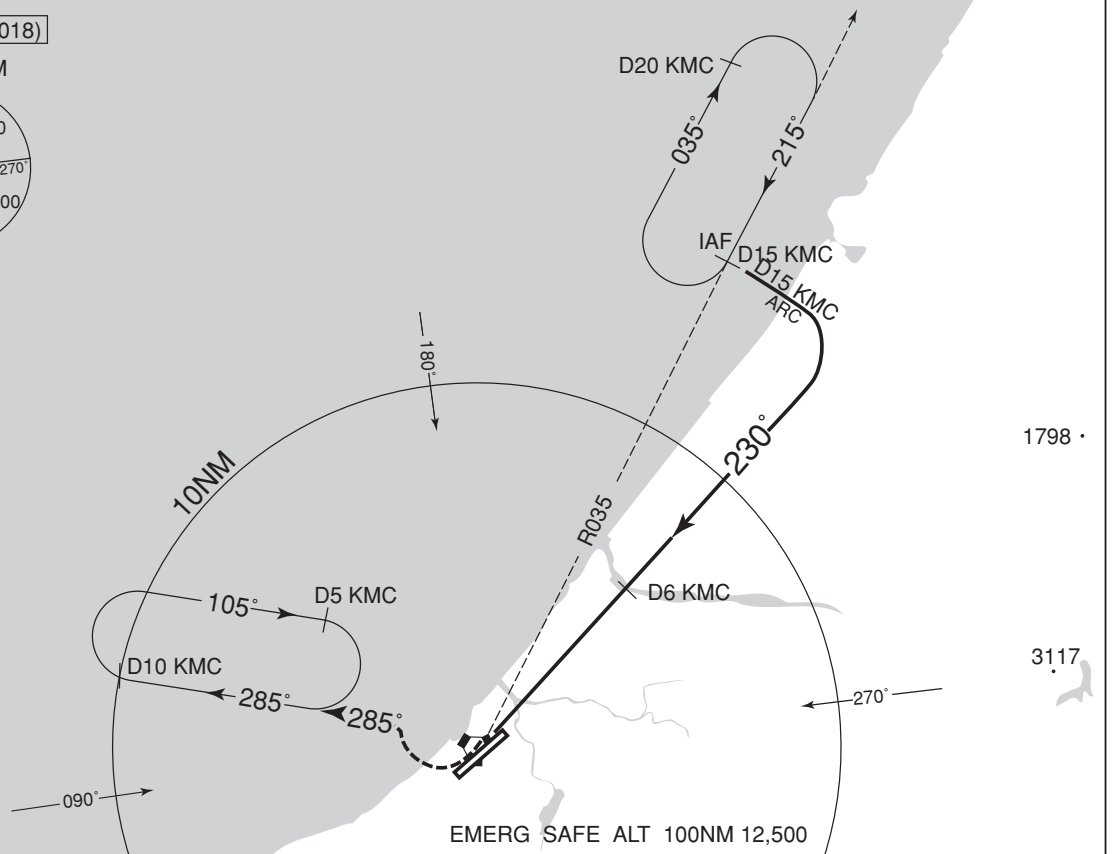 018)
M
0
270°
00
D20 KMC
035°
215°
IAF
D15 KMC
D15 KMC
ARC
180°
1798
230°
10NM
R035
D5 KMC
105°
D6 KMC
D10 KMC
285°
285°
3117
270°
090°
EMERG SAFE ALT 100NM 12,500